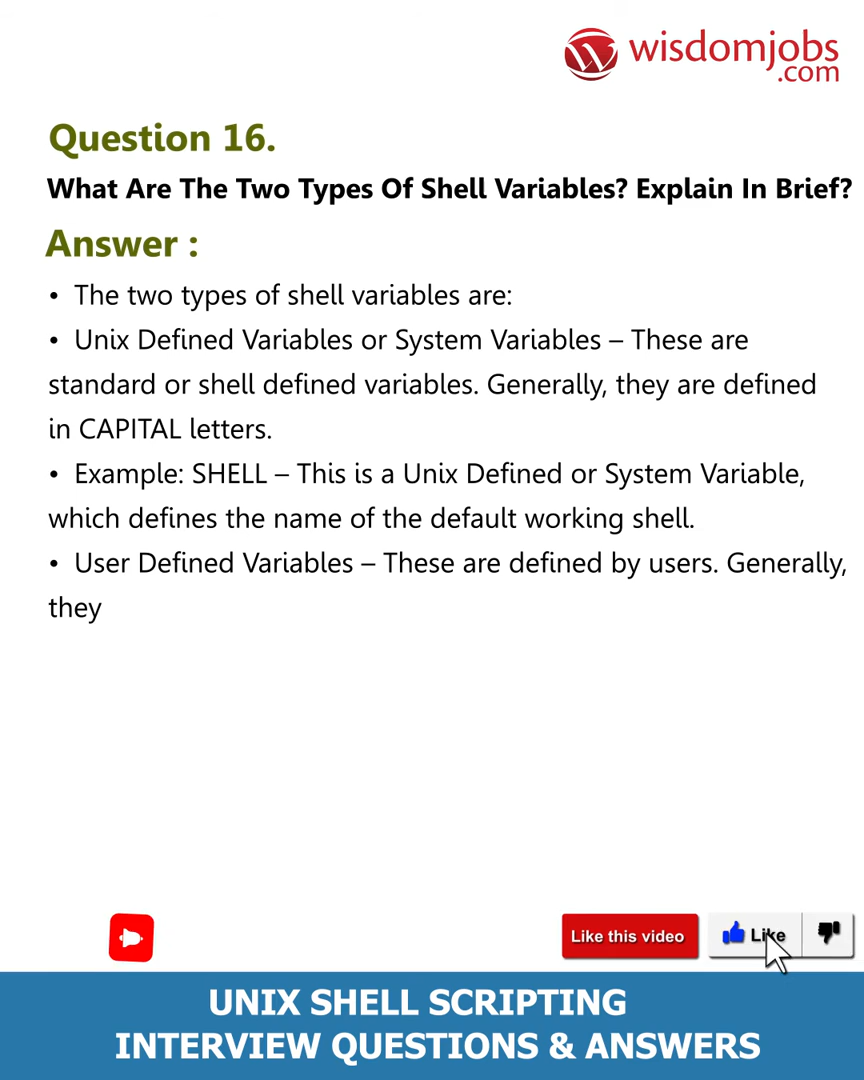 wisdomjobs
.com
Question 16.
What Are The Two Types Of Shell Variables? Explain In Brief?
Answer :
• The two types of shell variables are:
• Unix Defined Variables or System Variables – These are
standard or shell defined variables. Generally, they are defined
in CAPITAL letters.
• Example: SHELL – This is a Unix Defined or System Variable,
which defines the name of the default working shell.
• User Defined Variables – These are defined by users. Generally,
they
Like this video
Like
UNIX SHELL SCRIPTING
INTERVIEW QUESTIONS & ANSWERS